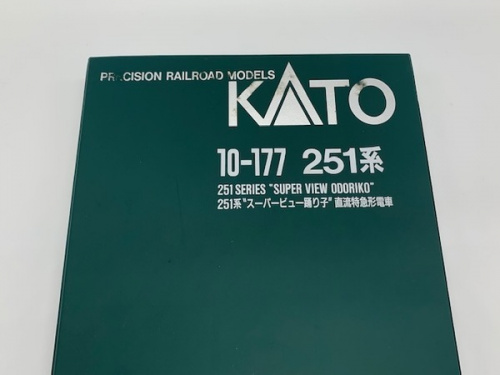 PRECISION RAILROAD MODELS
KATO
10-177 251系
251 SERIES "SUPER VIEW ODORIKO"
251系"スーパービュー踊り子" 直流特急形電車